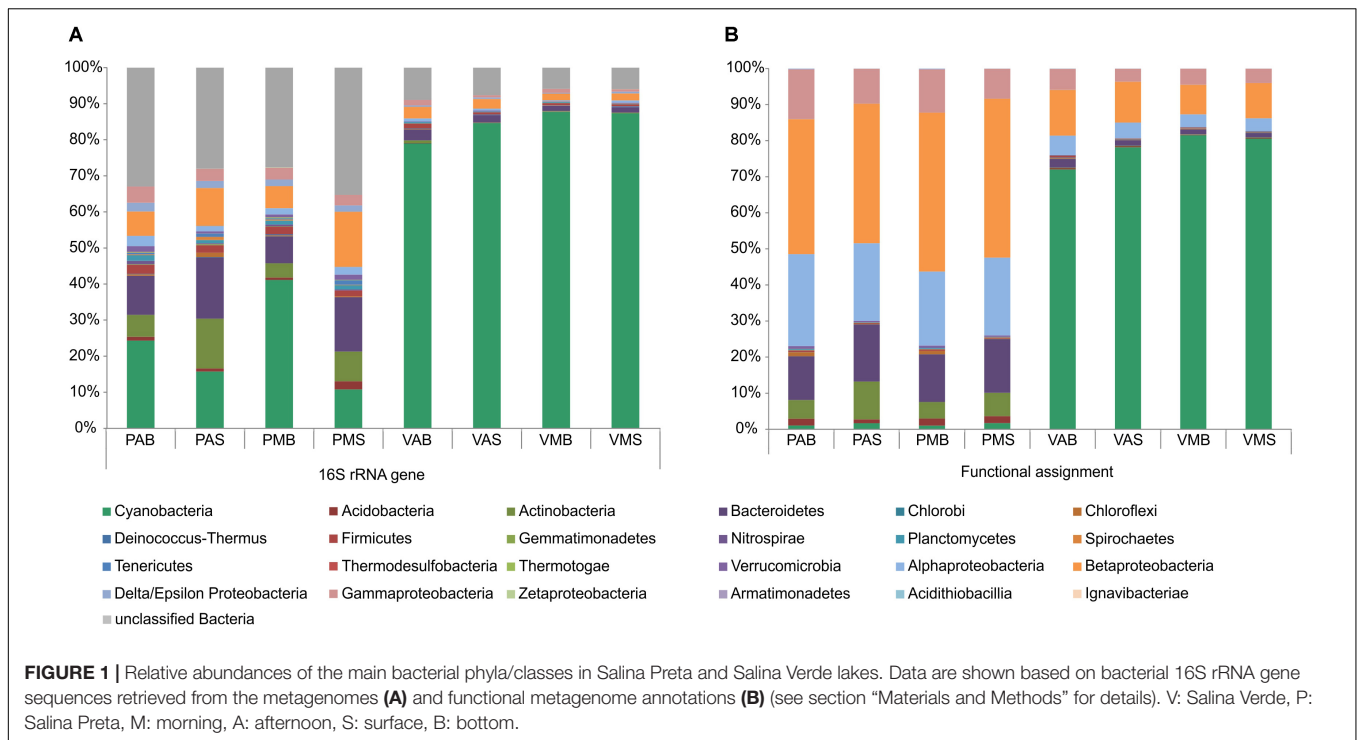 A
100%
90%
80%
70%
60%
50%
40%
30%
20%
10%
0%
PAB PAS PMB PMS VAB VAS VMB VMS
16S rRNA gene
B
100%
90%
80%
70%
60%
50%
40%
30%
20%
10%
0%
PAB PAS PMB PMS VAB VAS VMB VMS
Functional assignment
Cyanobacteria Acidobacteria Actinobacteria Bacteroidetes Chlorobi Chloroflexi
Deinococcus-Thermus Firmicutes Gemmatimonadetes Nitrospirae Planctomycetes Spirochaetes
Tenericutes Thermodesulfobacteria Thermotogae Verrucomicrobia Alphaproteobacteria Betaproteobacteria
Delta/Epsilon Proteobacteria Gammaproteobacteria Zetaproteobacteria Armatimonadetes Acidithiobacillia Ignavibacteriae
unclassified Bacteria
FIGURE 1 | Relative abundances of the main bacterial phyla/classes in Salina Preta and Salina Verde lakes. Data are shown based on bacterial 16S rRNA gene
sequences retrieved from the metagenomes (A) and functional metagenome annotations (B) (see section “Materials and Methods” for details). V: Salina Verde, P:
Salina Preta, M: morning, A: afternoon, S: surface, B: bottom.